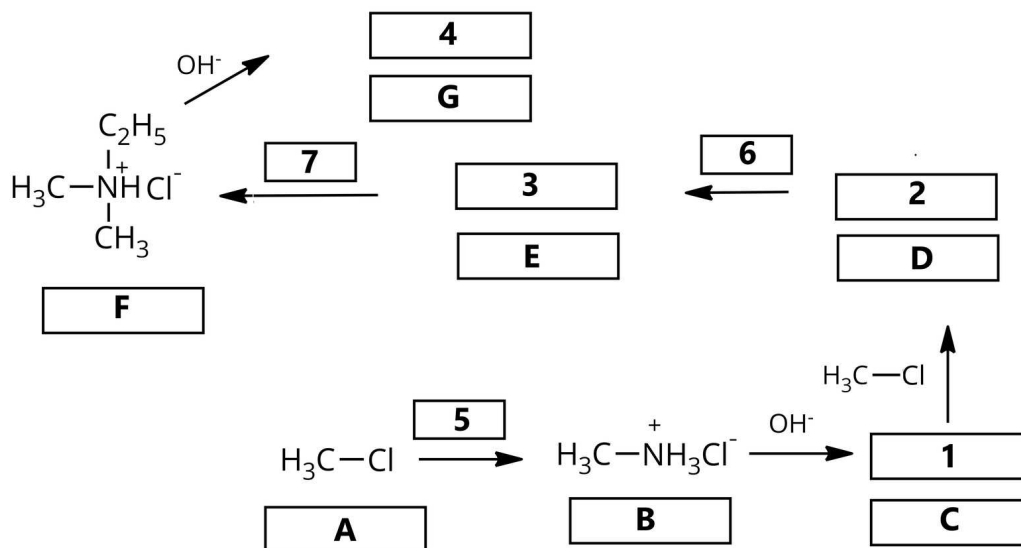 4
OH⁻
G
C₂H₅
7
6
H₃C—N⁺H Cl⁻
3
2
CH₃
E
D
F
H₃C—Cl
5
OH⁻
H₃C—Cl
H₃C—N⁺H₃Cl⁻
1
A
B
C